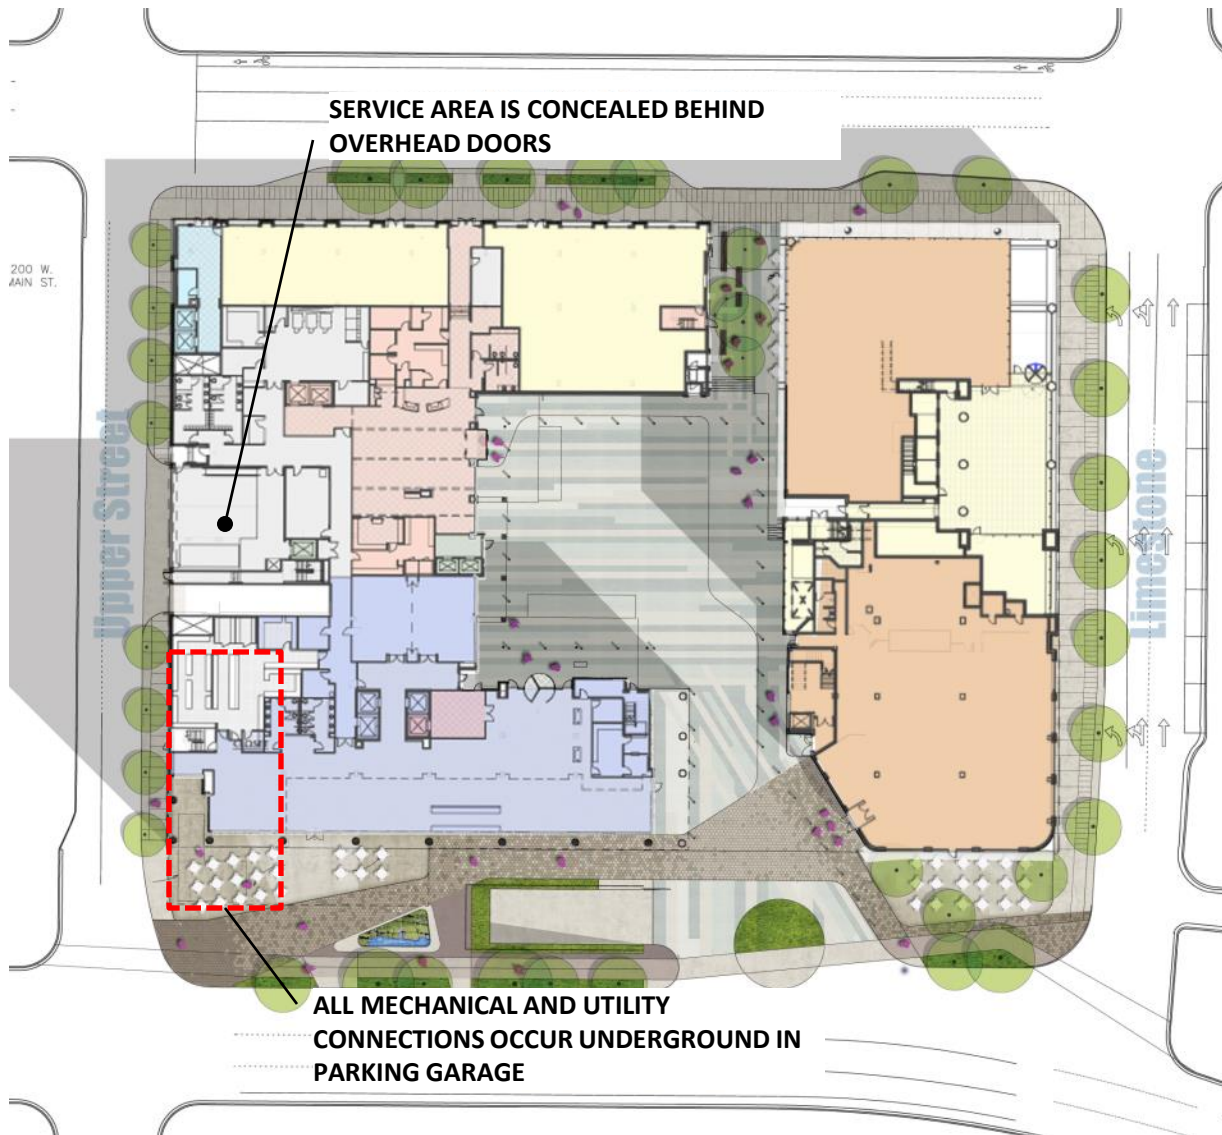 SERVICE AREA IS CONCEALED BEHIND
OVERHEAD DOORS
200 W.
MAIN ST.
Upper Street
Limestone
ALL MECHANICAL AND UTILITY
CONNECTIONS OCCUR UNDERGROUND IN
PARKING GARAGE